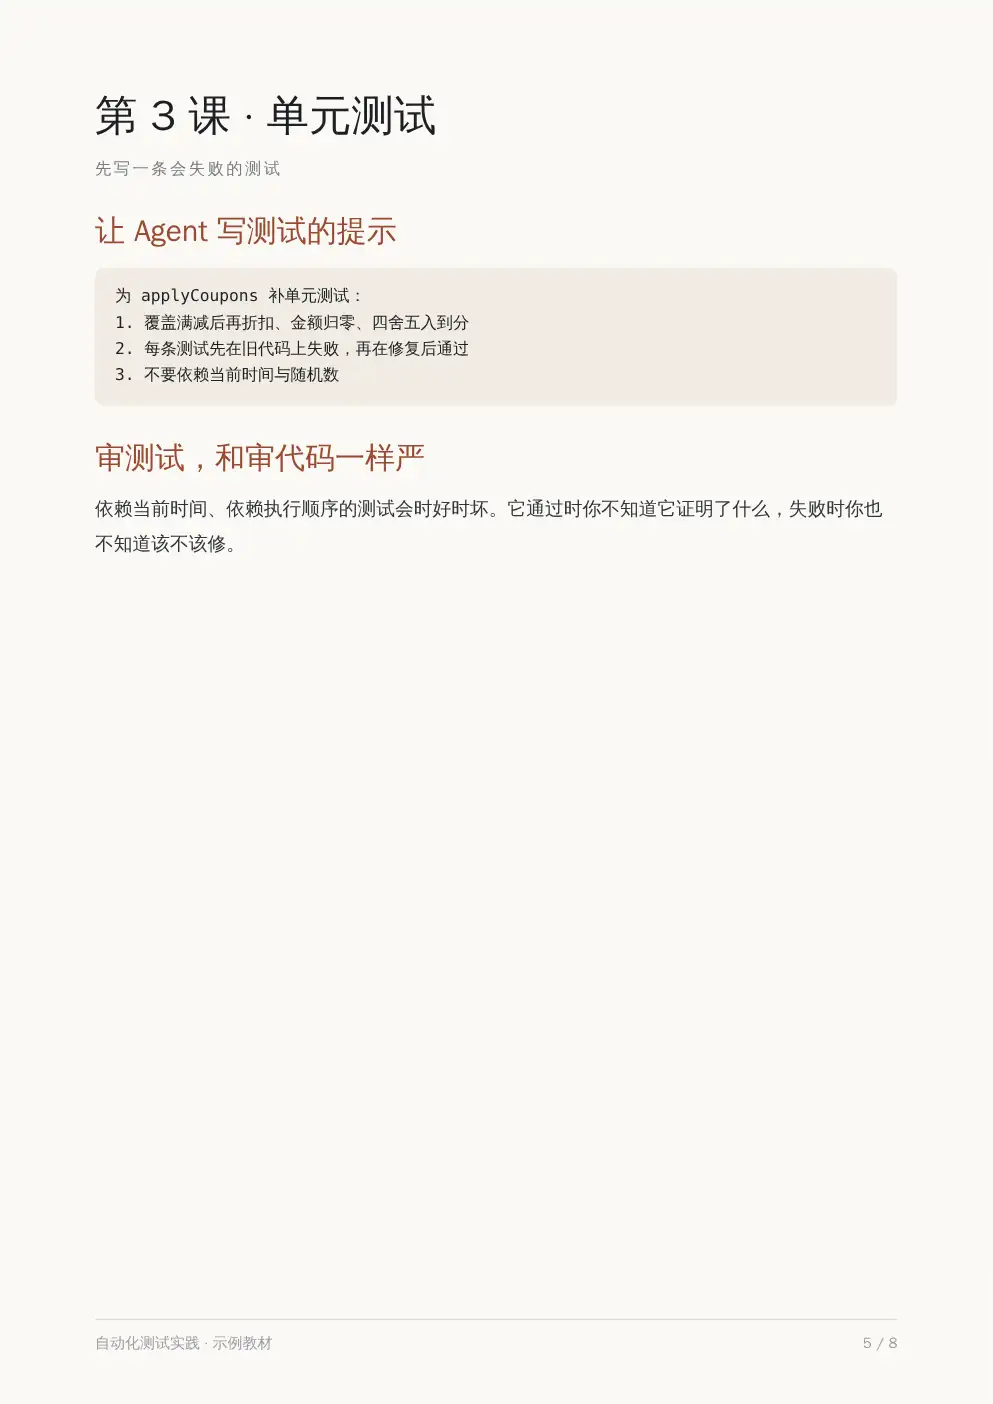 第 3 课 · 单元测试
先写一条会失败的测试
让 Agent 写测试的提示
为 applyCoupons 补单元测试：
1. 覆盖满减后再折扣、金额归零、四舍五入到分
2. 每条测试先在旧代码上失败，再在修复后通过
3. 不要依赖当前时间与随机数
审测试，和审代码一样严
依赖当前时间、依赖执行顺序的测试会时好时坏。它通过时你不知道它证明了什么，失败时你也
不知道该不该修。
自动化测试实践 · 示例教材
5 / 8